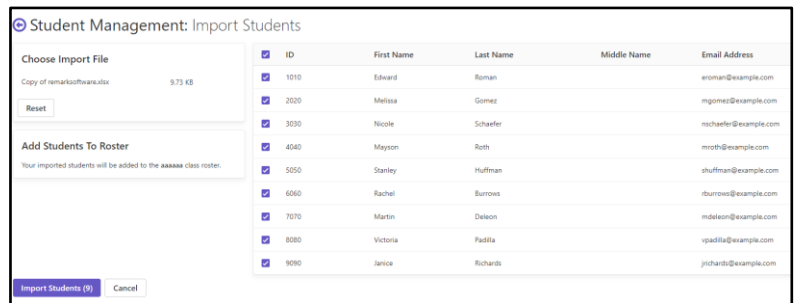 Student Management: Import Students
Choose Import File
Copy of remarksoftware.xlsx 9.73 KB
Reset
Add Students To Roster
Your imported students will be added to the aaaaaa class roster.
ID First Name Last Name Middle Name Email Address
1010 Edward Roman eroman@example.com
2020 Melissa Gomez mgomez@example.com
3030 Nicole Schaefer nschaefer@example.com
4040 Mayson Roth mroth@example.com
5050 Stanley Huffman shuffman@example.com
6060 Rachel Burrows rburrows@example.com
7070 Martin Deleon mdeleon@example.com
8080 Victoria Padilla vpadilla@example.com
9090 Janice Richards jrichards@example.com
Import Students (9) Cancel